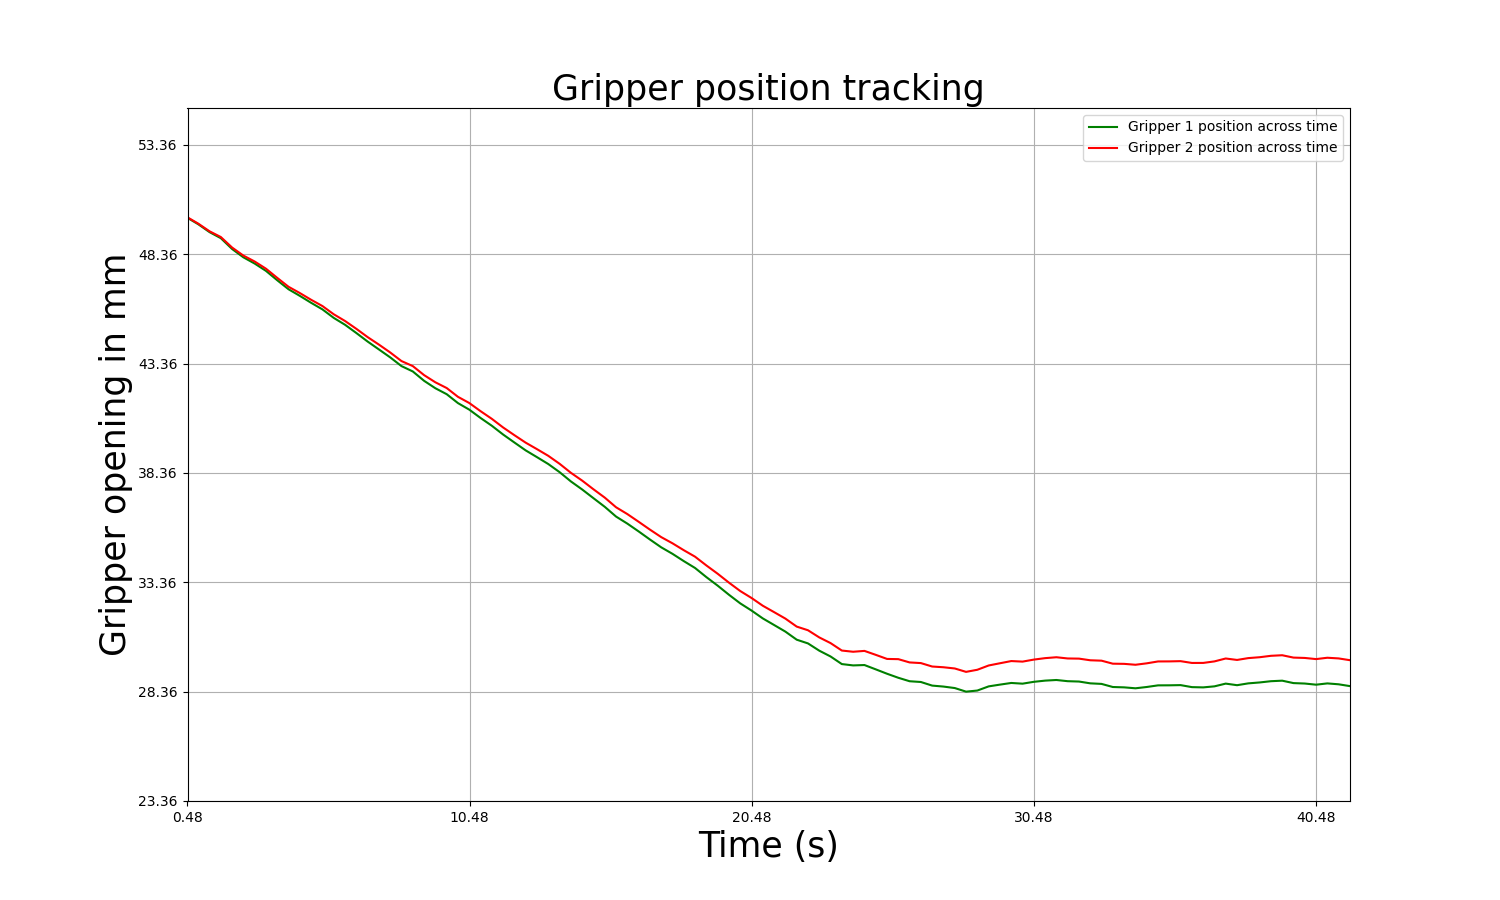 Gripper position tracking
Gripper 1 position across time
Gripper 2 position across time
Gripper opening in mm
53.36
48.36
43.36
38.36
33.36
28.36
23.36
0.48 10.48 20.48 30.48 40.48
Time (s)